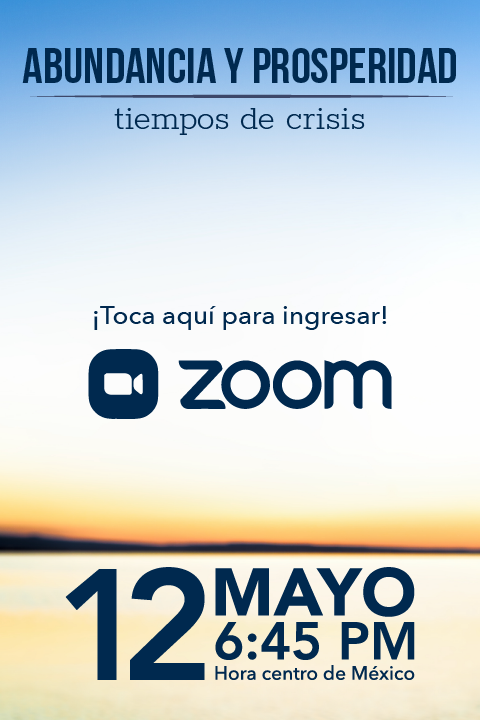 ABUNDANCIA Y PROSPERIDAD
tiempos de crisis
¡Toca aquí para ingresar!
zoom
12 MAYO
6:45 PM
Hora centro de México